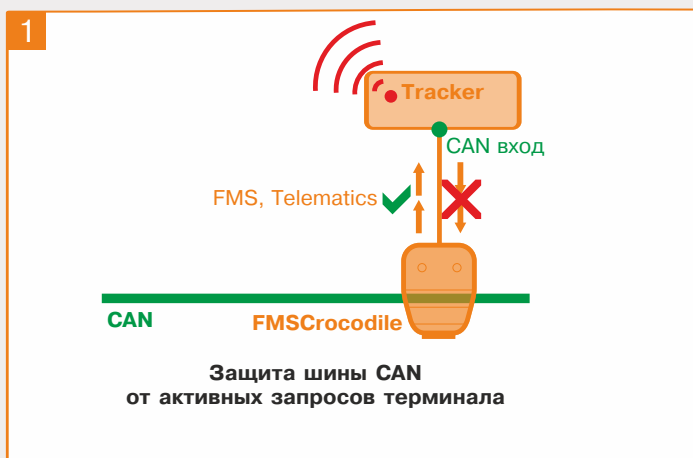 1
Tracker
CAN вход
FMS, Telematics
CAN
FMSCrocodile
Защита шины CAN
от активных запросов терминала